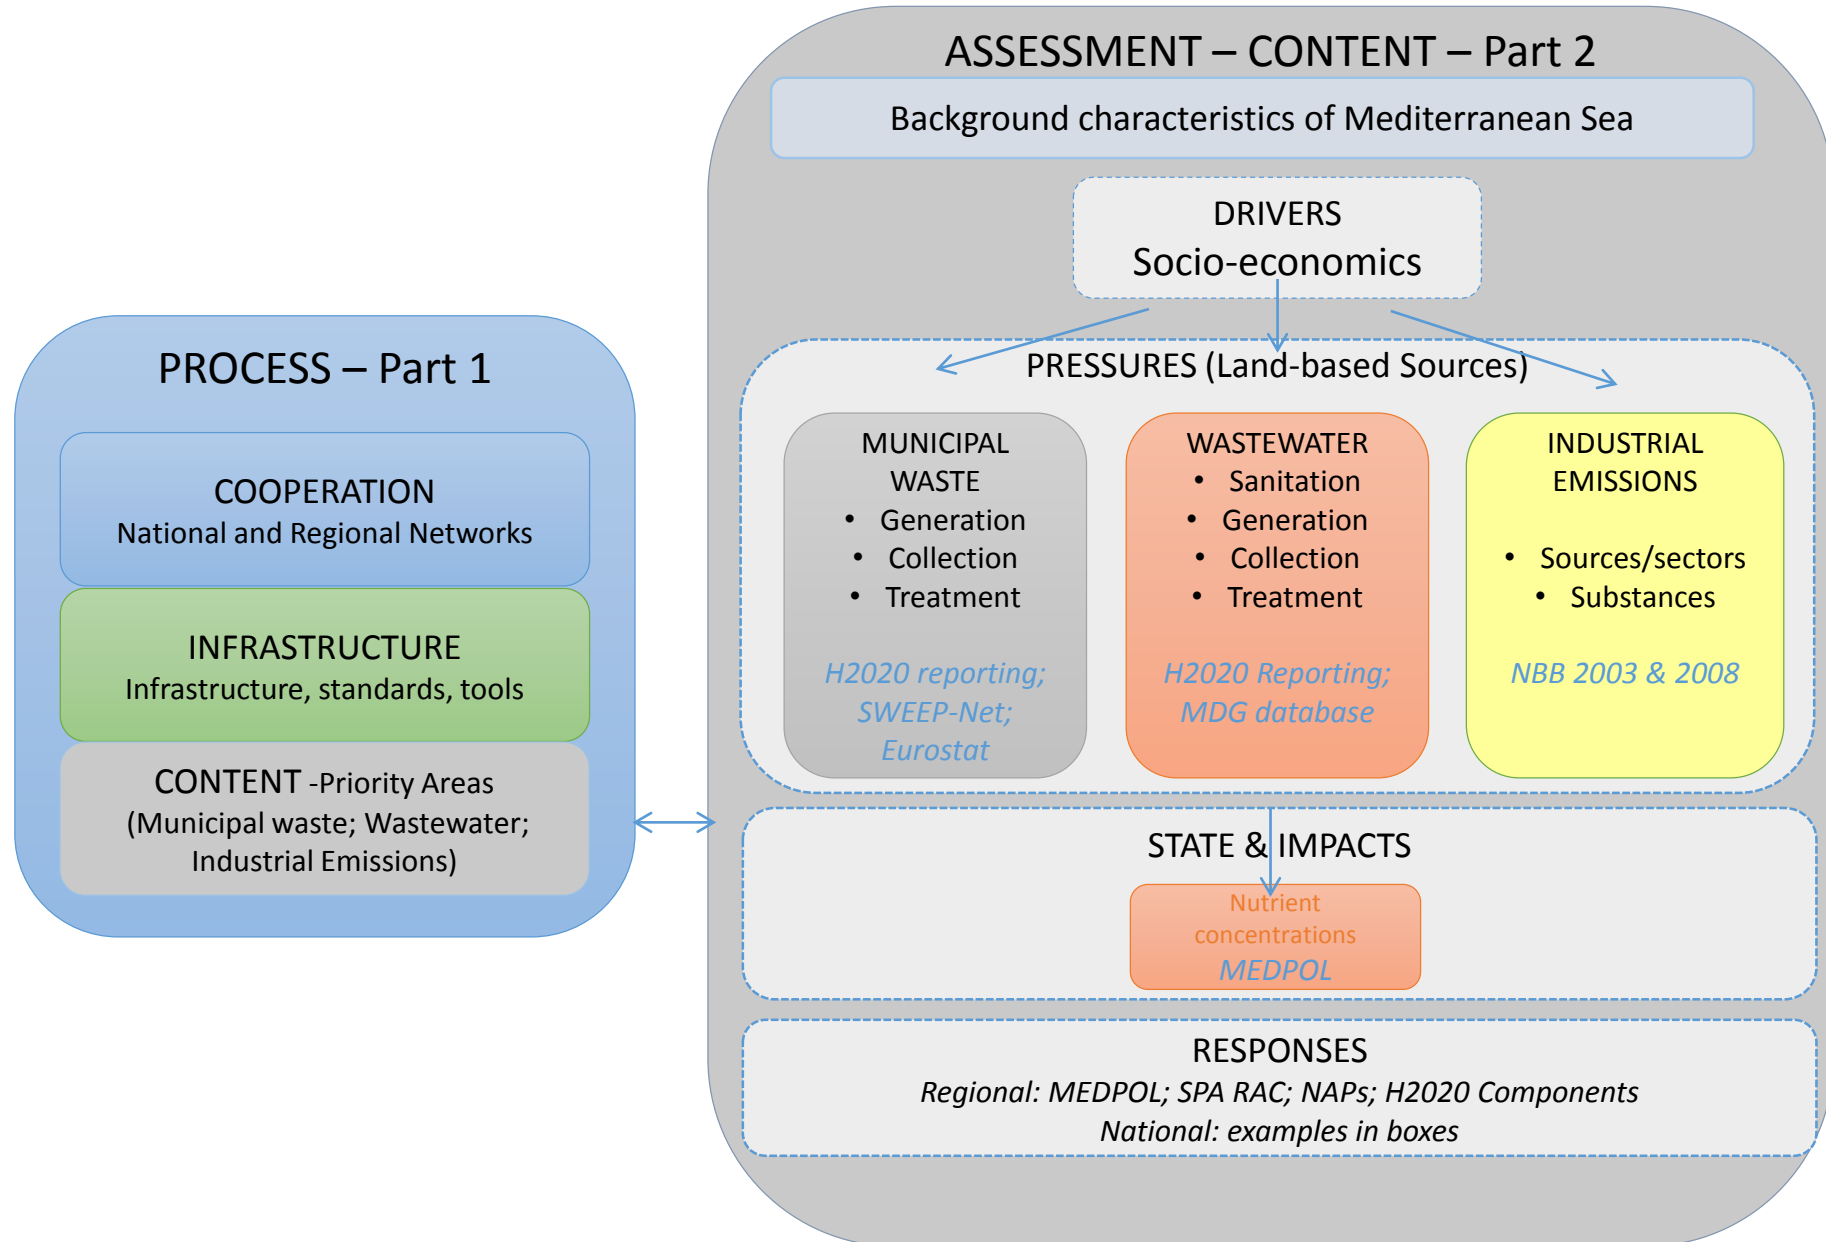 PROCESS – Part 1
COOPERATION
National and Regional Networks
INFRASTRUCTURE
Infrastructure, standards, tools
CONTENT -Priority Areas
(Municipal waste; Wastewater;
Industrial Emissions)
ASSESSMENT – CONTENT – Part 2
Background characteristics of Mediterranean Sea
DRIVERS
Socio-economics
PRESSURES (Land-based Sources)
MUNICIPAL
WASTE
• Generation
• Collection
• Treatment
H2020 reporting;
SWEEP-Net;
Eurostat
WASTEWATER
• Sanitation
• Generation
• Collection
• Treatment
H2020 Reporting;
MDG database
INDUSTRIAL
EMISSIONS
• Sources/sectors
• Substances
NBB 2003 & 2008
STATE & IMPACTS
Nutrient
concentrations
MEDPOL
RESPONSES
Regional: MEDPOL; SPA RAC; NAPs; H2020 Components
National: examples in boxes